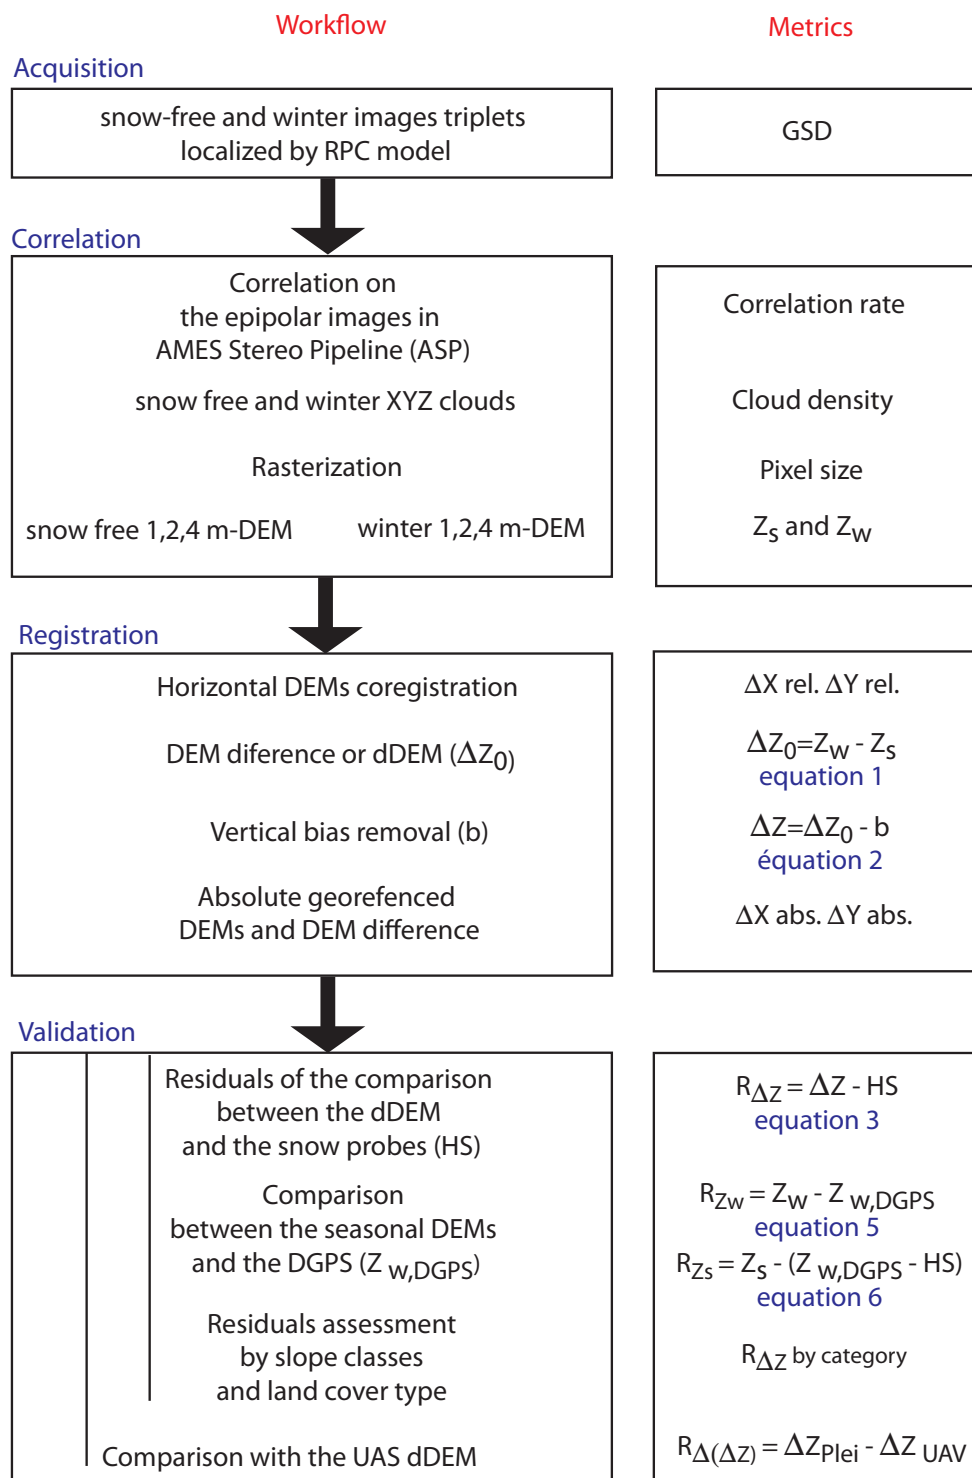 Workflow
Metrics
Acquisition
snow-free and winter images triplets
localized by RPC model
GSD
Correlation
Correlation on
the epipolar images in
AMES Stereo Pipeline (ASP)
Correlation rate
snow free and winter XYZ clouds
Cloud density
Rasterization
Pixel size
snow free 1,2,4 m-DEM
winter 1,2,4 m-DEM
Zs and Zw
Registration
Horizontal DEMs coregistration
ΔX rel. ΔY rel.
DEM diference or dDEM (ΔZ0)
ΔZ0=Zw - Zs
equation 1
Vertical bias removal (b)
ΔZ=ΔZ0 - b
équation 2
Absolute georefenced
DEMs and DEM difference
ΔX abs. ΔY abs.
Validation
Residuals of the comparison
between the dDEM
and the snow probes (HS)
RΔZ = ΔZ - HS
equation 3
Comparison
between the seasonal DEMs
and the DGPS (Z w,DGPS)
RZw = Zw - Z w,DGPS
equation 5
RZs = Zs - (Z w,DGPS - HS)
equation 6
Residuals assessment
by slope classes
and land cover type
RΔZ by category
Comparison with the UAS dDEM
RΔ(ΔZ) = ΔZPlei - ΔZ UAV